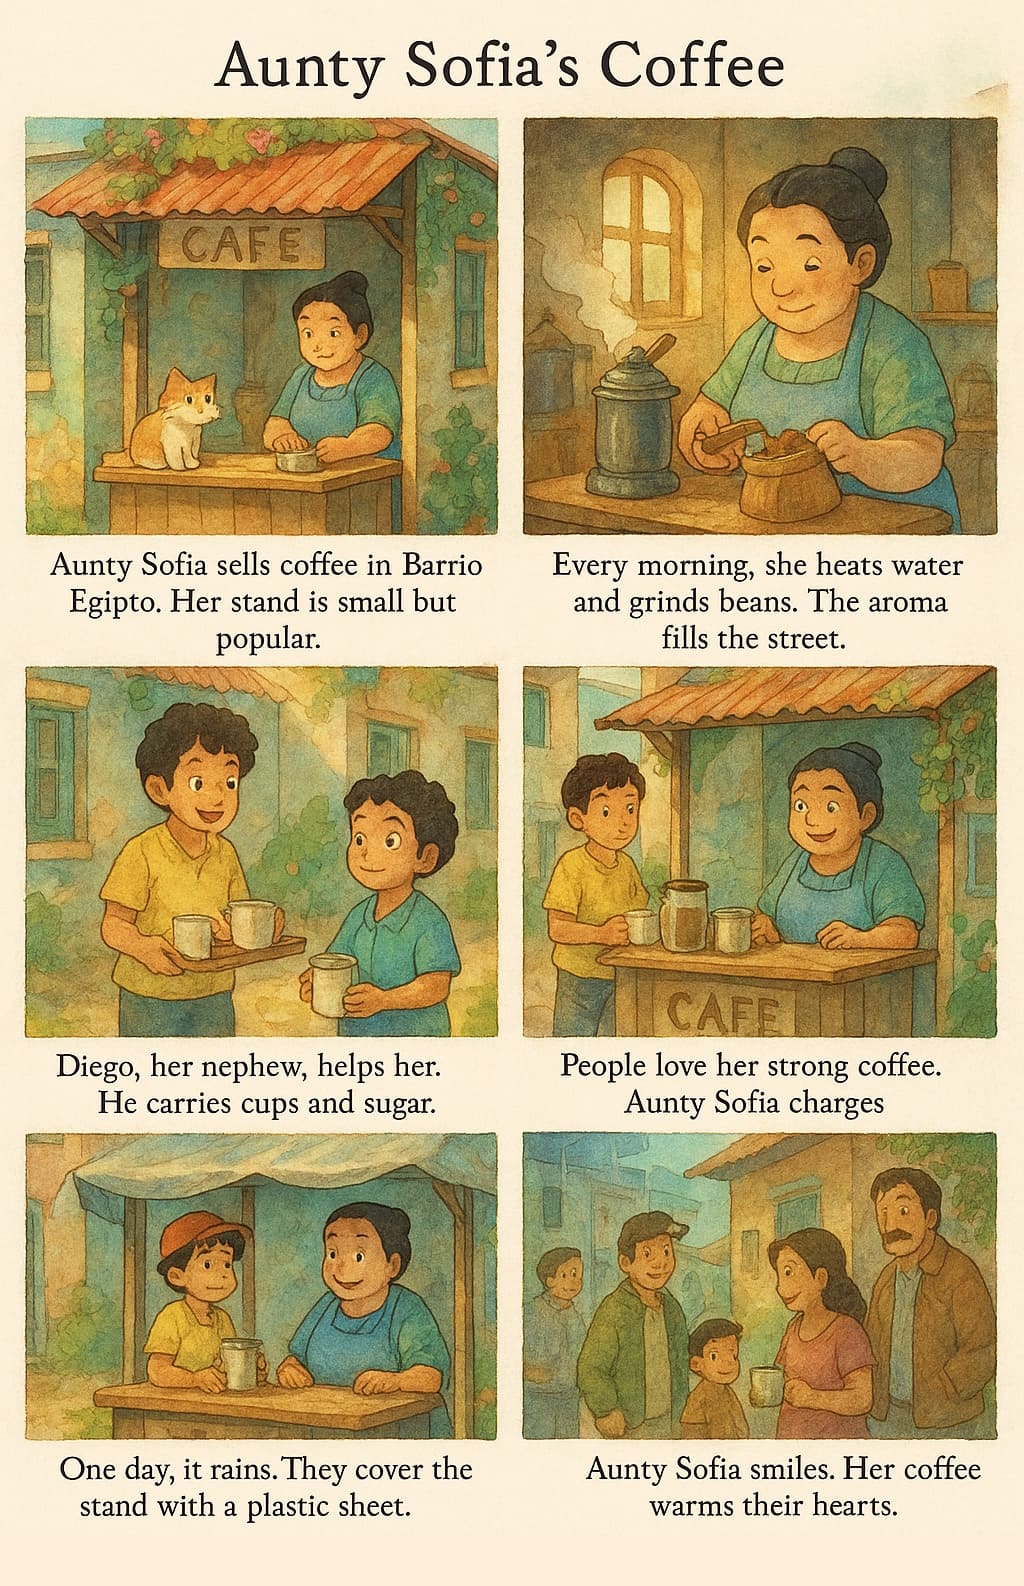 Aunty Sofia's Coffee
CAFE
Aunty Sofia sells coffee in Barrio
Egipto. Her stand is small but
popular.
Every morning, she heats water
and grinds beans. The aroma
fills the street.
Diego, her nephew, helps her.
He carries cups and sugar.
CAFE
People love her strong coffee.
Aunty Sofia charges
One day, it rains. They cover the
stand with a plastic sheet.
Aunty Sofia smiles. Her coffee
warms their hearts.